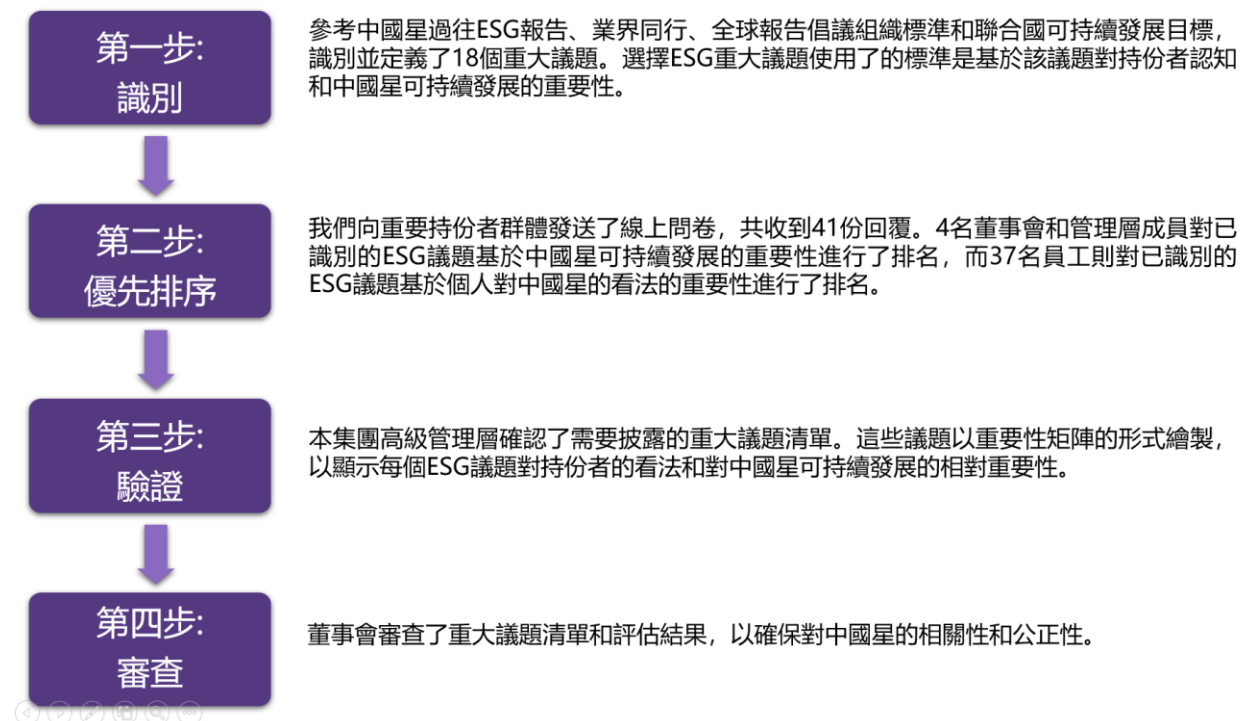 第一步:
識別
參考中國星過往ESG報告、業界同行、全球報告倡議組織標準和聯合國可持續發展目標，
識別並定義了18個重大議題。選擇ESG重大議題使用了的標準是基於該議題對持份者認知
和中國星可持續發展的重要性。
第二步:
優先排序
我們向重要持份者群體發送了線上問卷，共收到41份回覆。4名董事會和管理層成員對已
識別的ESG議題基於中國星可持續發展的重要性進行了排名，而37名員工則對已識別的
ESG議題基於個人對中國星的看法的重要性進行了排名。
第三步:
驗證
本集團高級管理層確認了需要披露的重大議題清單。這些議題以重要性矩陣的形式繪製，
以顯示每個ESG議題對持份者的看法和對中國星可持續發展的相對重要性。
第四步:
審查
董事會審查了重大議題清單和評估結果，以確保對中國星的相關性和公正性。